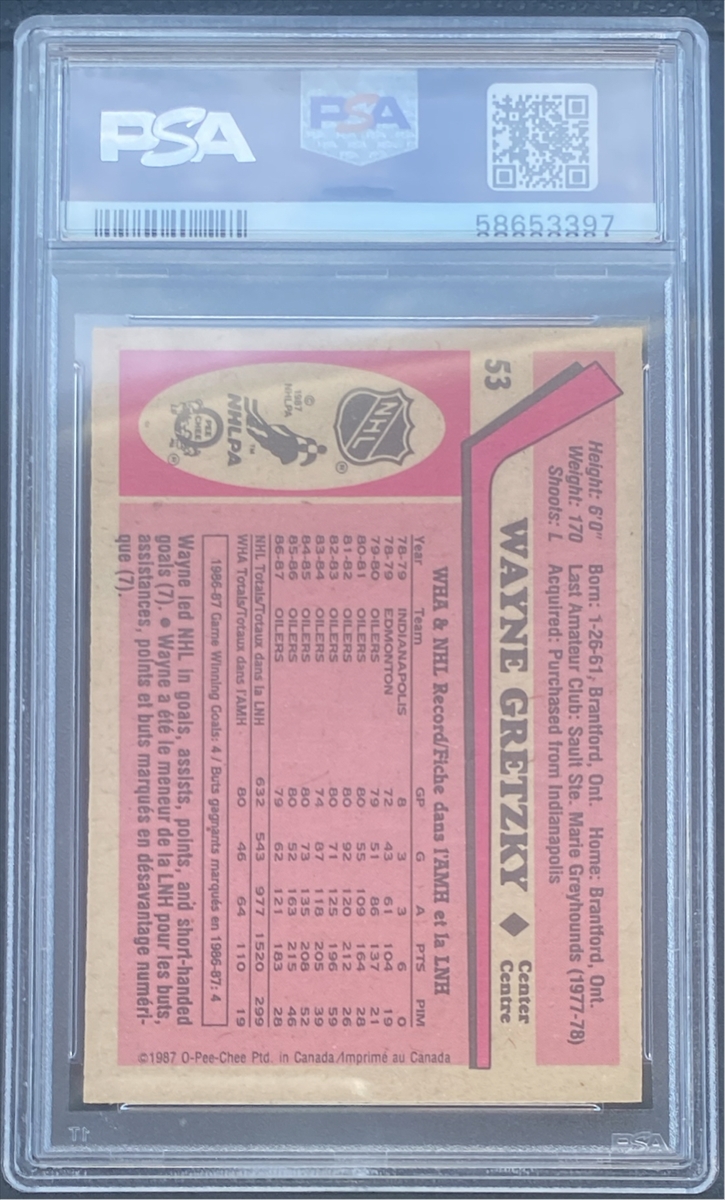 PSA
PSA
58653397
53
Height: 6'0" Born: 1-26-61, Brantford, Ont. Home: Brantford, Ont.
Weight: 170 Last Amateur Club: Sault Ste. Marie Greyhounds (1977-78)
Shoots: L Acquired: Purchased from Indianapolis
WAYNE GRETZKY ♦ Center
Centre
NHL
®
©
1987
NHLPA
™
NHLPA
O
PEE
CHEE
®
WHA & NHL Record/Fiche dans l'AMH et la LNH
Year Team GP G A PTS PIM
78-79 INDIANAPOLIS 8 3 3 6 0
78-79 EDMONTON 72 43 61 104 19
79-80 OILERS 79 51 86 137 21
80-81 OILERS 80 55 109 164 28
81-82 OILERS 80 92 120 212 26
82-83 OILERS 80 71 125 196 59
83-84 OILERS 74 87 118 205 39
84-85 OILERS 80 73 135 208 52
85-86 OILERS 80 52 163 215 46
86-87 OILERS 79 62 121 183 28
NHL Totals/Totaux dans la LNH 632 543 977 1520 299
WHA Totals/Totaux dans l'AMH 80 46 64 110 19
1986-87 Game Winning Goals: 4 / Buts gagnants marqués en 1986-87: 4
Wayne led NHL in goals, assists, points, and short-handed
goals (7). ● Wayne a été le meneur de la LNH pour les buts,
assistances, points et buts marqués en désavantage numéri-
que (7).
©1987 O-Pee-Chee Ptd. in Canada/Imprimé au Canada
PSA